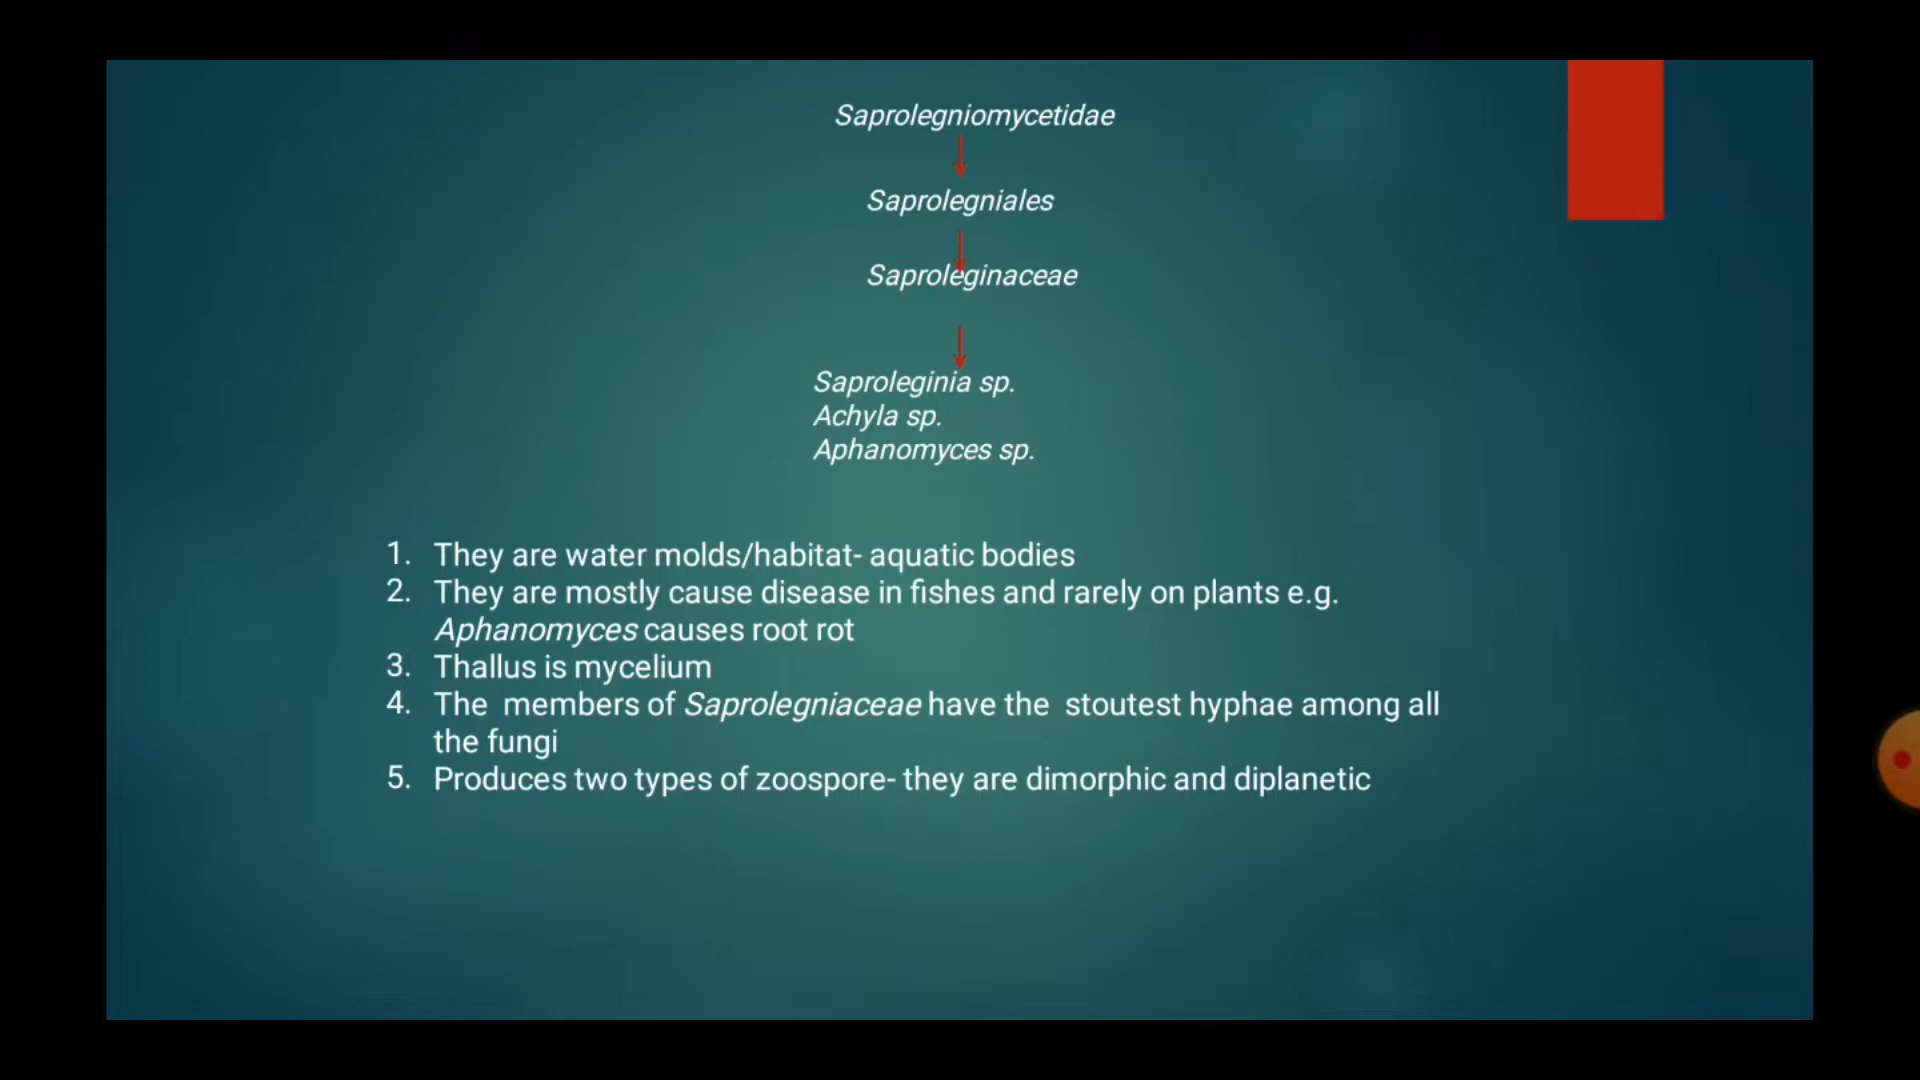 Saprolegniomycetidae
Saprolegniales
Saproleginaceae
Saproleginia sp.
Achyla sp.
Aphanomyces sp.
1. They are water molds/habitat- aquatic bodies
2. They are mostly cause disease in fishes and rarely on plants e.g.
Aphanomyces causes root rot
3. Thallus is mycelium
4. The members of Saprolegniaceae have the stoutest hyphae among all
the fungi
5. Produces two types of zoospore- they are dimorphic and diplanetic